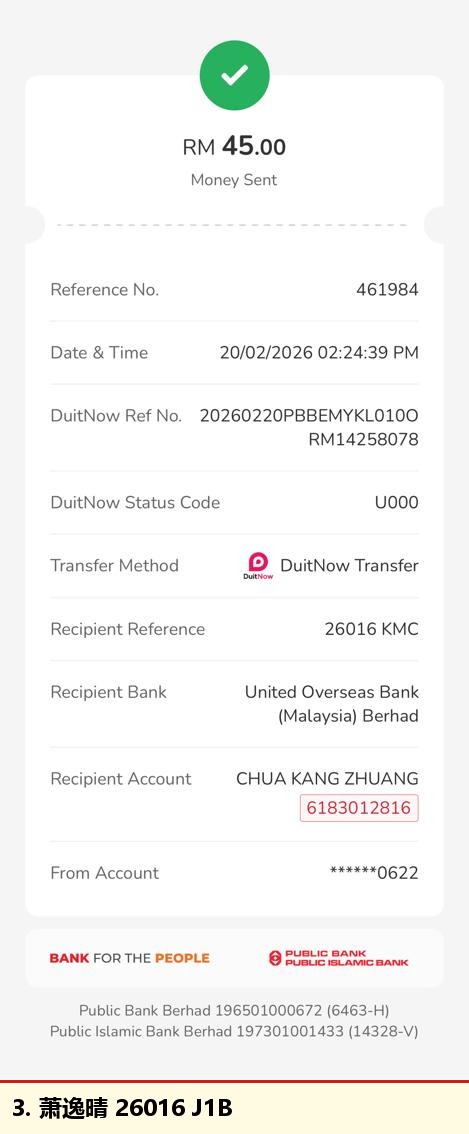 RM 45.00
Money Sent
Reference No. 461984
Date & Time 20/02/2026 02:24:39 PM
DuitNow Ref No. 20260220PBBEMYKL010O
RM14258078
DuitNow Status Code U000
Transfer Method DuitNow DuitNow Transfer
Recipient Reference 26016 KMC
Recipient Bank United Overseas Bank
(Malaysia) Berhad
Recipient Account CHUA KANG ZHUANG
6183012816
From Account ******0622
BANK FOR THE PEOPLE PUBLIC BANK
PUBLIC ISLAMIC BANK
Public Bank Berhad 196501000672 (6463-H)
Public Islamic Bank Berhad 197301001433 (14328-V)
3. 萧逸晴 26016 J1B